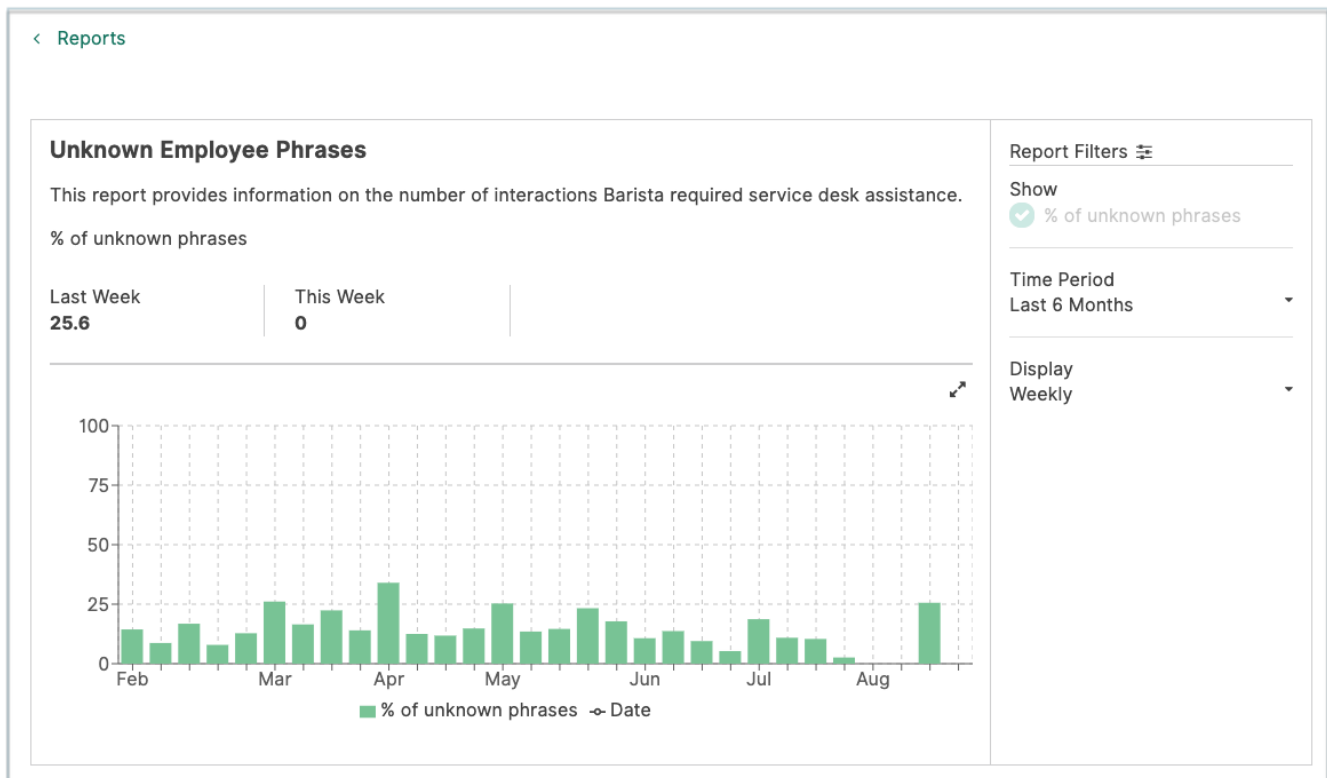 Reports
Unknown Employee Phrases
This report provides information on the number of interactions Barista required service desk assistance.
% of unknown phrases
Last Week
25.6
This Week
0
100
75
50
25
0
Feb
Mar
Apr
May
Jun
Jul
Aug
% of unknown phrases
Date
Report Filters
Show
% of unknown phrases
Time Period
Last 6 Months
Display
Weekly